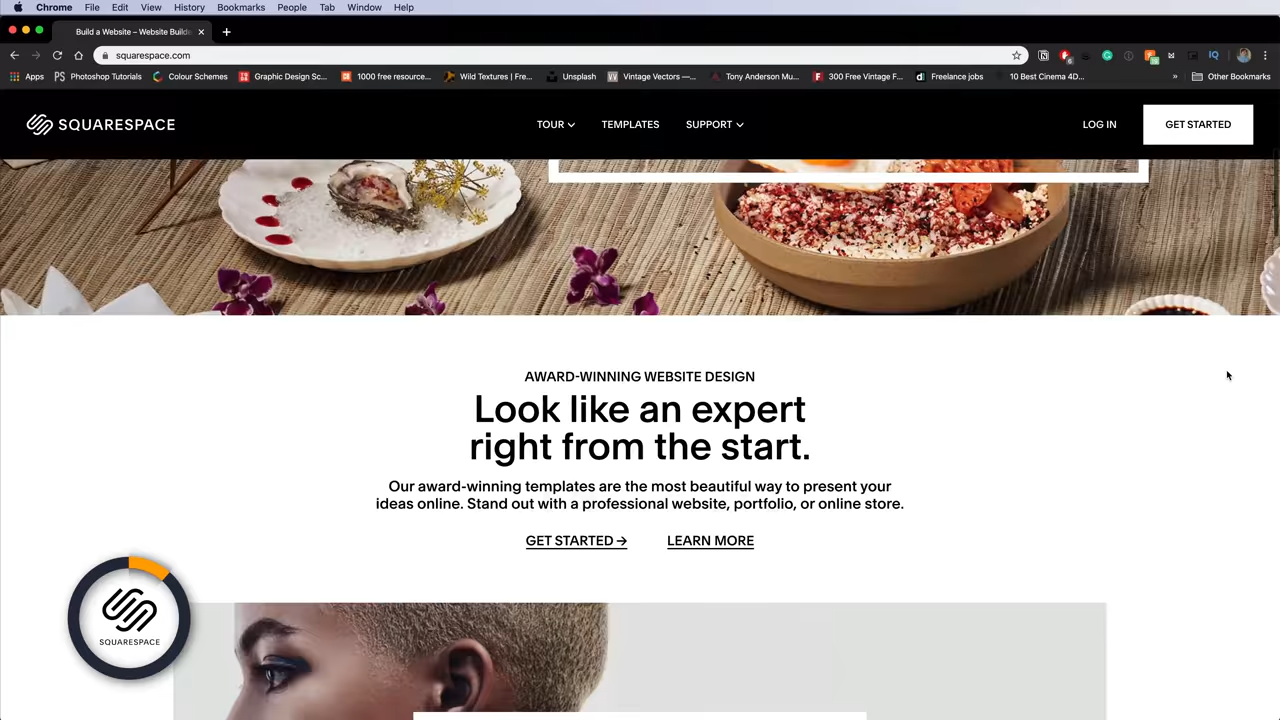 Chrome File Edit View History Bookmarks People Tab Window Help
Build a Website – Website Builde
squarespace.com
Apps Photoshop Tutorials Colour Schemes Graphic Design Sc... 1000 free resource... Wild Textures | Fre... Unsplash Vintage Vectors —... Tony Anderson Mu... 300 Free Vintage F... Freelance jobs 10 Best Cinema 4D... » Other Bookmarks
SQUARESPACE TOUR TEMPLATES SUPPORT LOG IN GET STARTED
AWARD-WINNING WEBSITE DESIGN
Look like an expert
right from the start.
Our award-winning templates are the most beautiful way to present your
ideas online. Stand out with a professional website, portfolio, or online store.
GET STARTED → LEARN MORE
SQUARESPACE